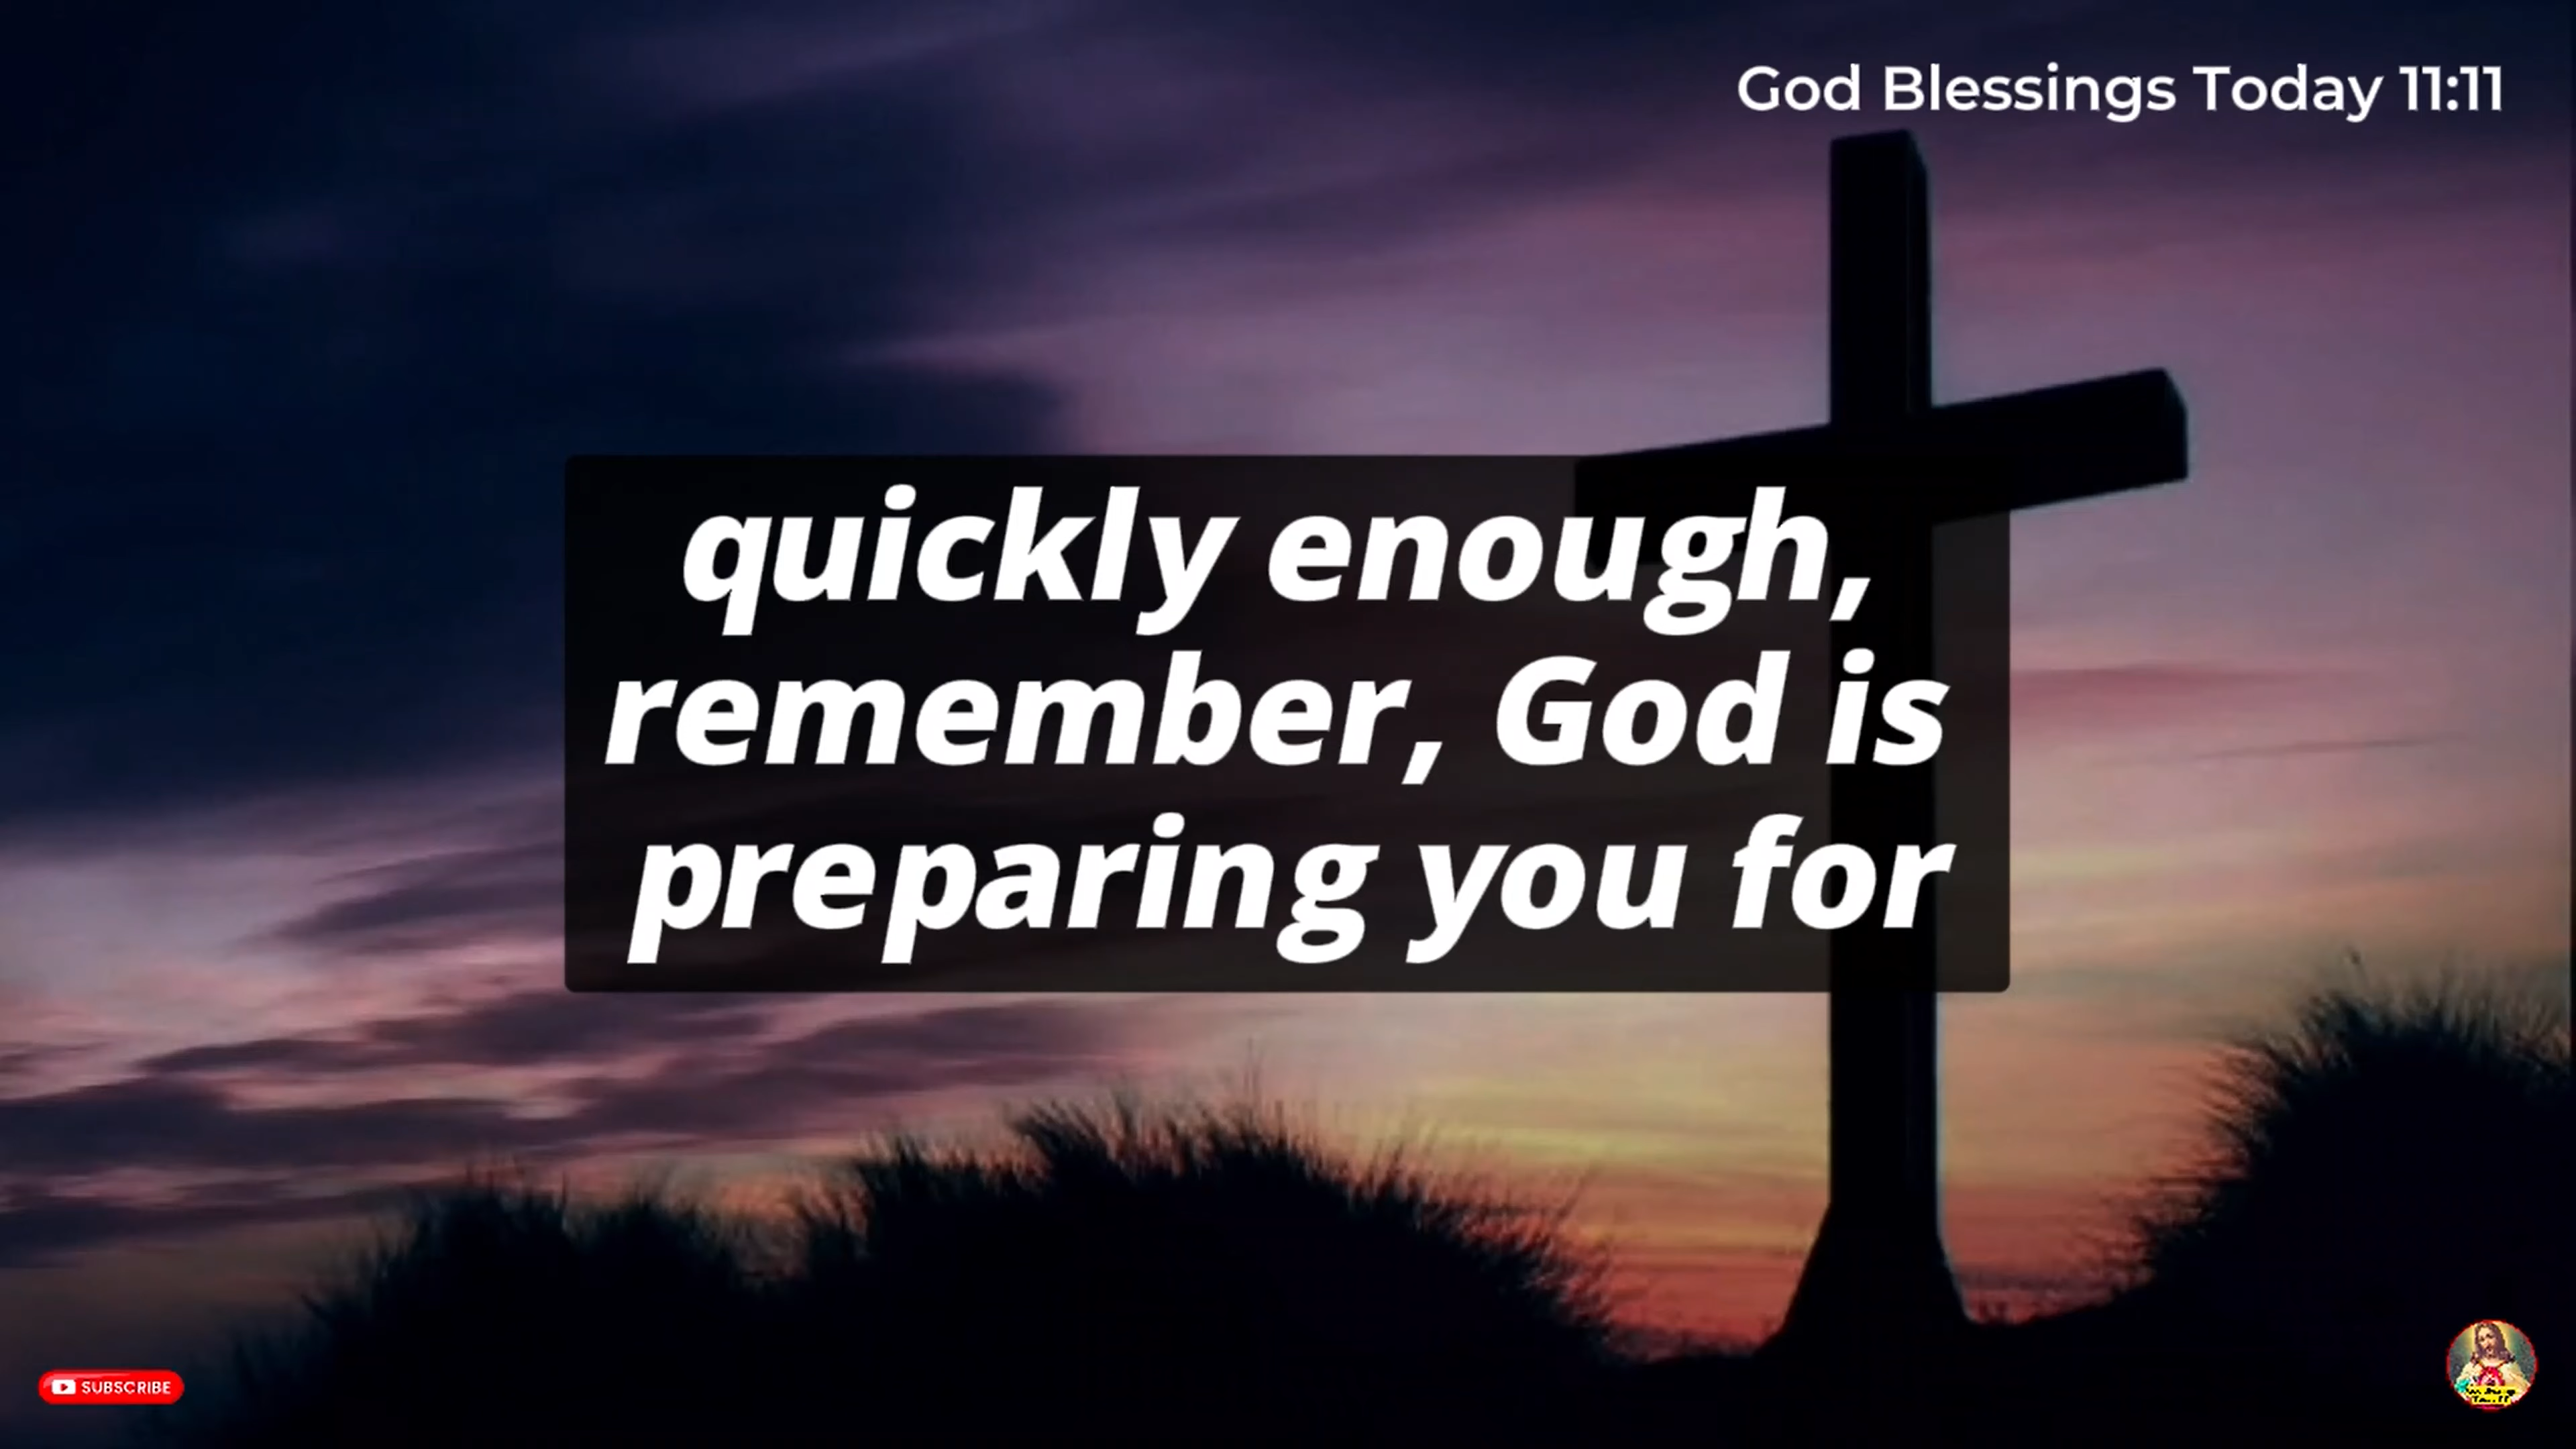 God Blessings Today 11:11
quickly enough,
remember, God is
preparing you for
SUBSCRIBE